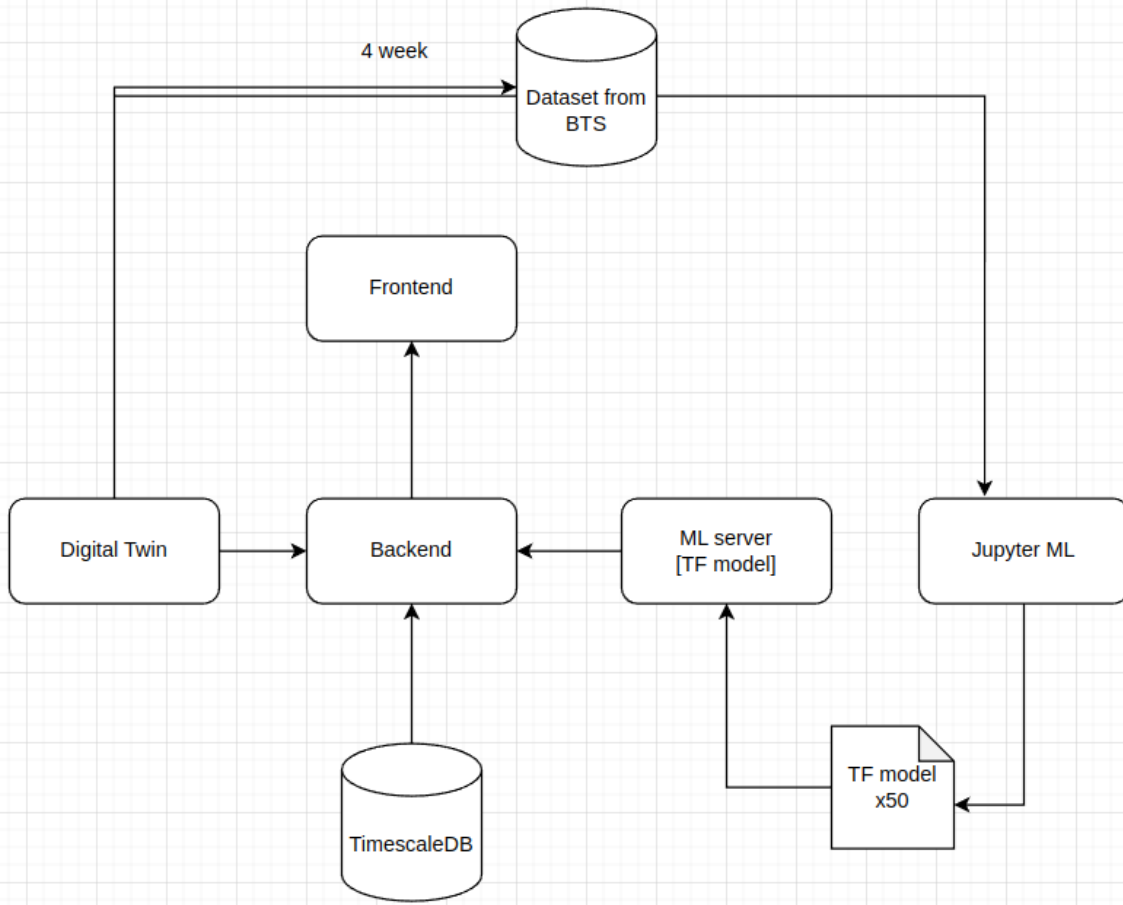 4 week
Dataset from
BTS
Frontend
Digital Twin
Backend
ML server
[TF model]
Jupyter ML
TF model
x50
TimescaleDB